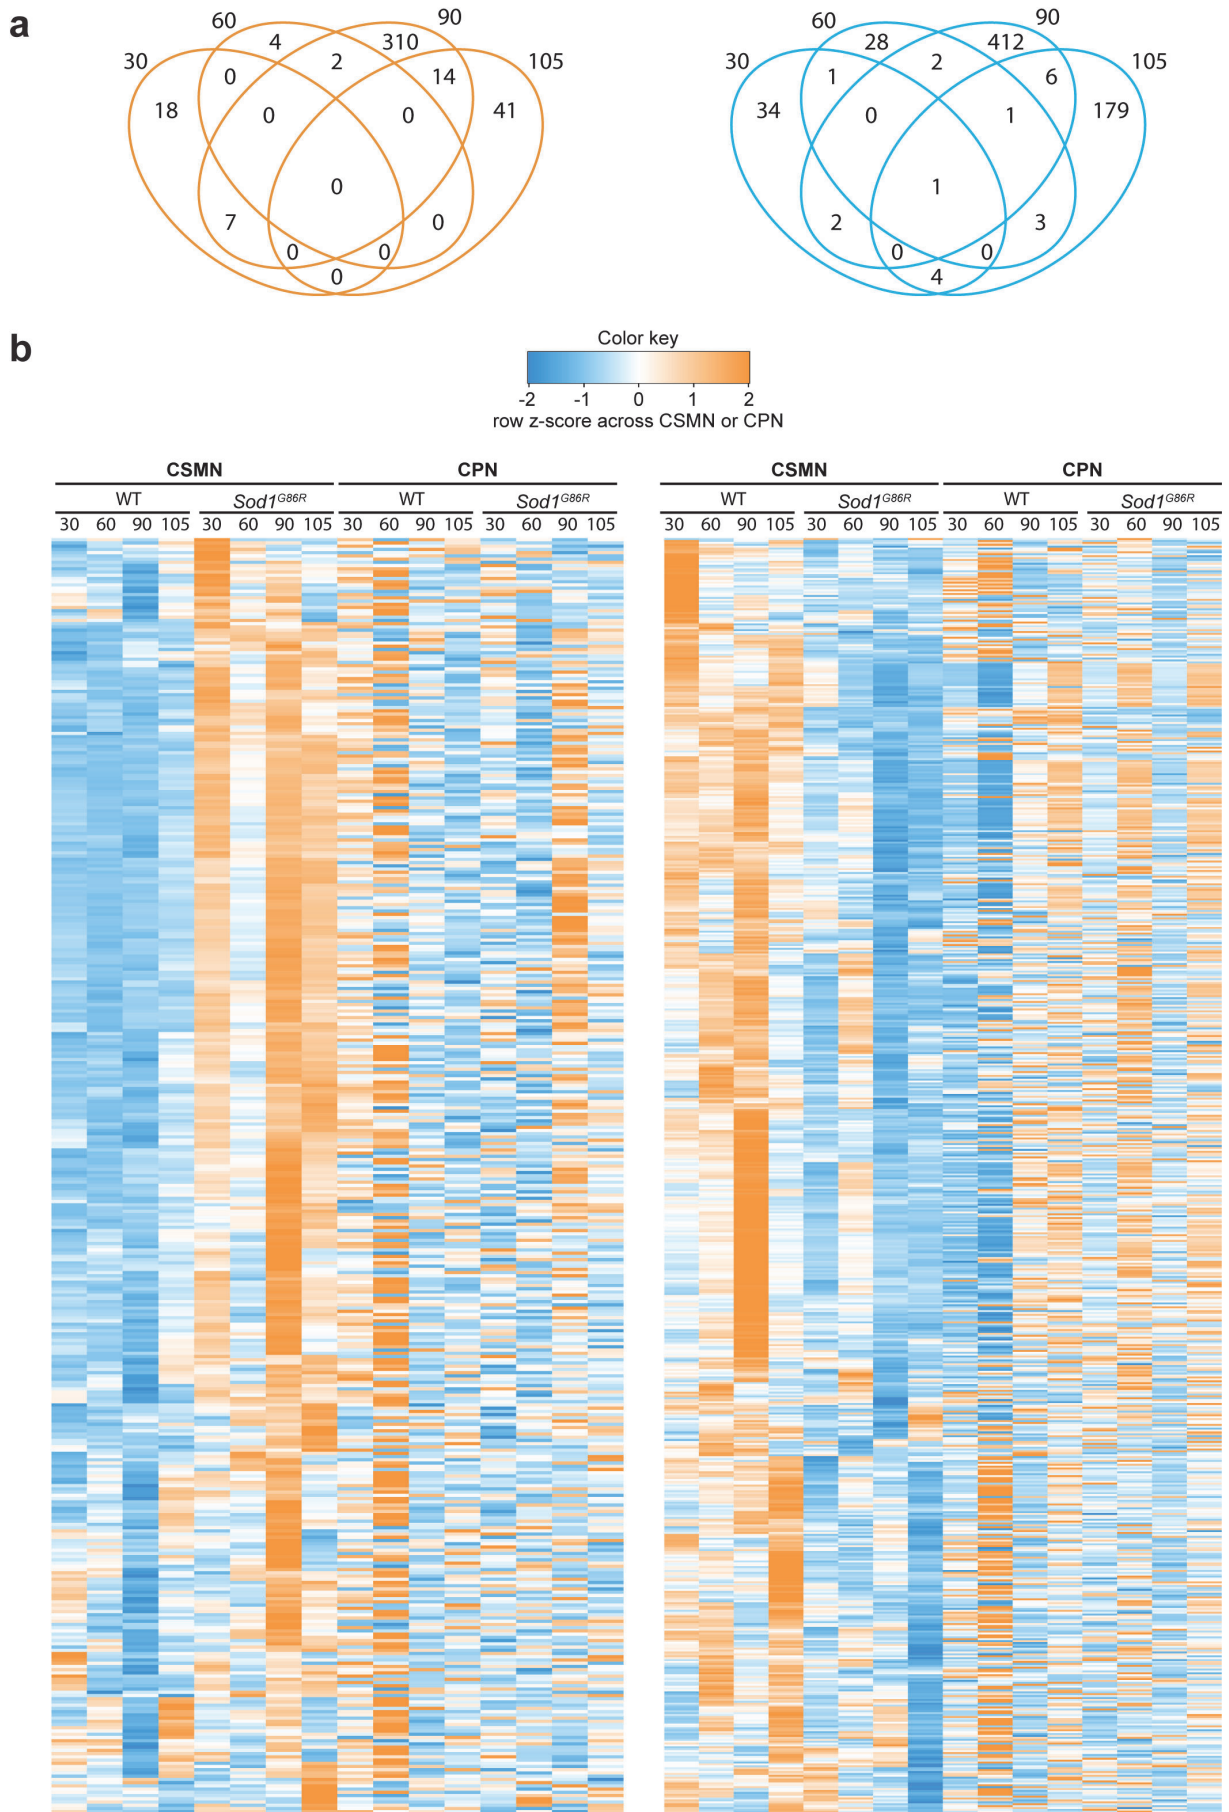 a
60 90 60 90
30 4 310 105 30 28 412 105
0 2 14 1 2 6
18 0 0 41 34 0 1 179
0 1
7 0 2 3
0 0 0 0
0 4
b
Color key
-2 -1 0 1 2
row z-score across CSMN or CPN
CSMN CPN CSMN CPN
WT Sod1G86R WT Sod1G86R WT Sod1G86R WT Sod1G86R
30 60 90 105 30 60 90 105 30 60 90 105 30 60 90 105 30 60 90 105 30 60 90 105 30 60 90 105 30 60 90 105